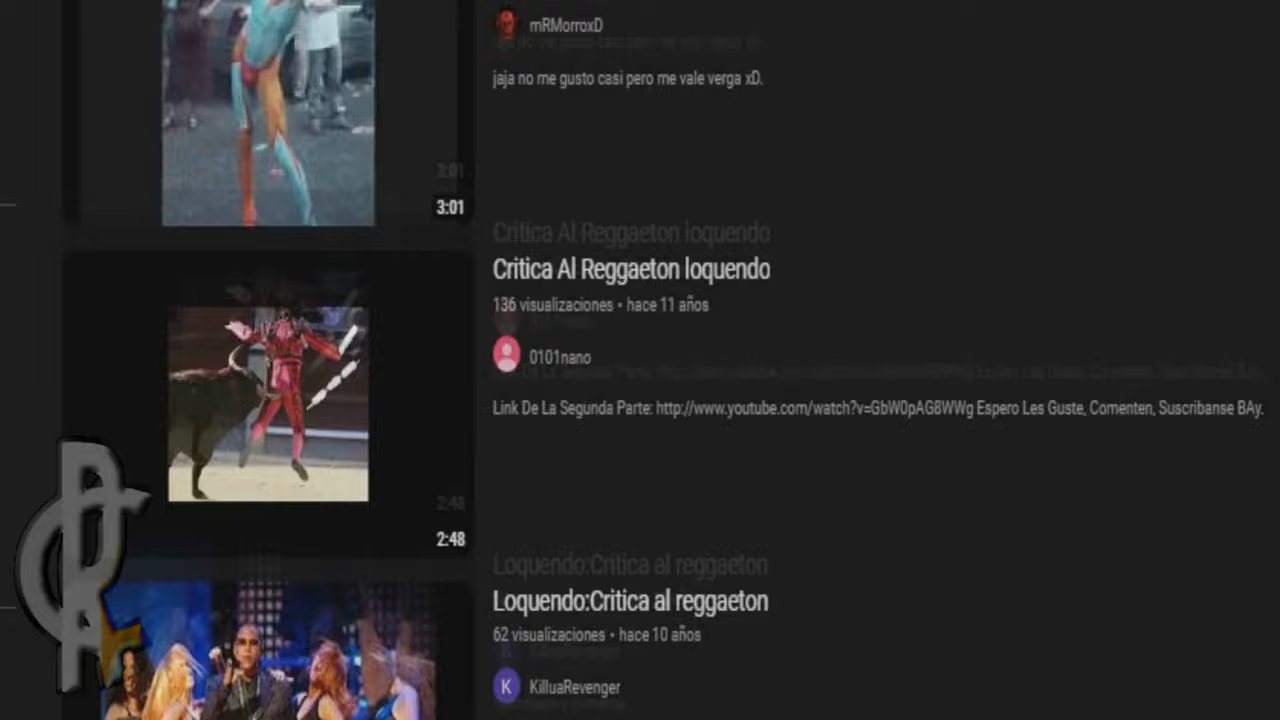 mRMorroxD
jaja no me gusto casi pero me vale verga xD.
3:01
Critica Al Reggaeton loquendo
136 visualizaciones • hace 11 años
0101nano
Link De La Segunda Parte: http://www.youtube.com/watch?v=GbW0pAG8WWg Espero Les Guste, Comenten, Suscribanse BAy.
2:48
Loquendo:Critica al reggaeton
62 visualizaciones • hace 10 años
K KilluaRevenger